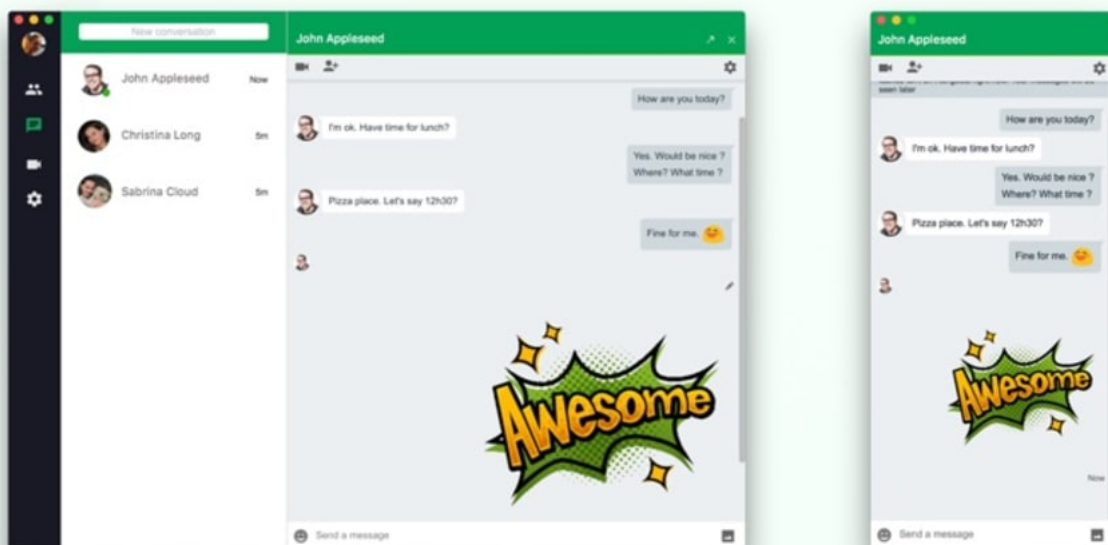 New conversation
John Appleseed
Now
Christina Long
5m
Sabrina Cloud
5m
John Appleseed
How are you today?
I'm ok. Have time for lunch?
Yes. Would be nice ?
Where? What time ?
Pizza place. Let's say 12h30?
Fine for me.
Awesome
Send a message
John Appleseed
seen later
How are you today?
I'm ok. Have time for lunch?
Yes. Would be nice ?
Where? What time ?
Pizza place. Let's say 12h30?
Fine for me.
Awesome
Now
Send a message